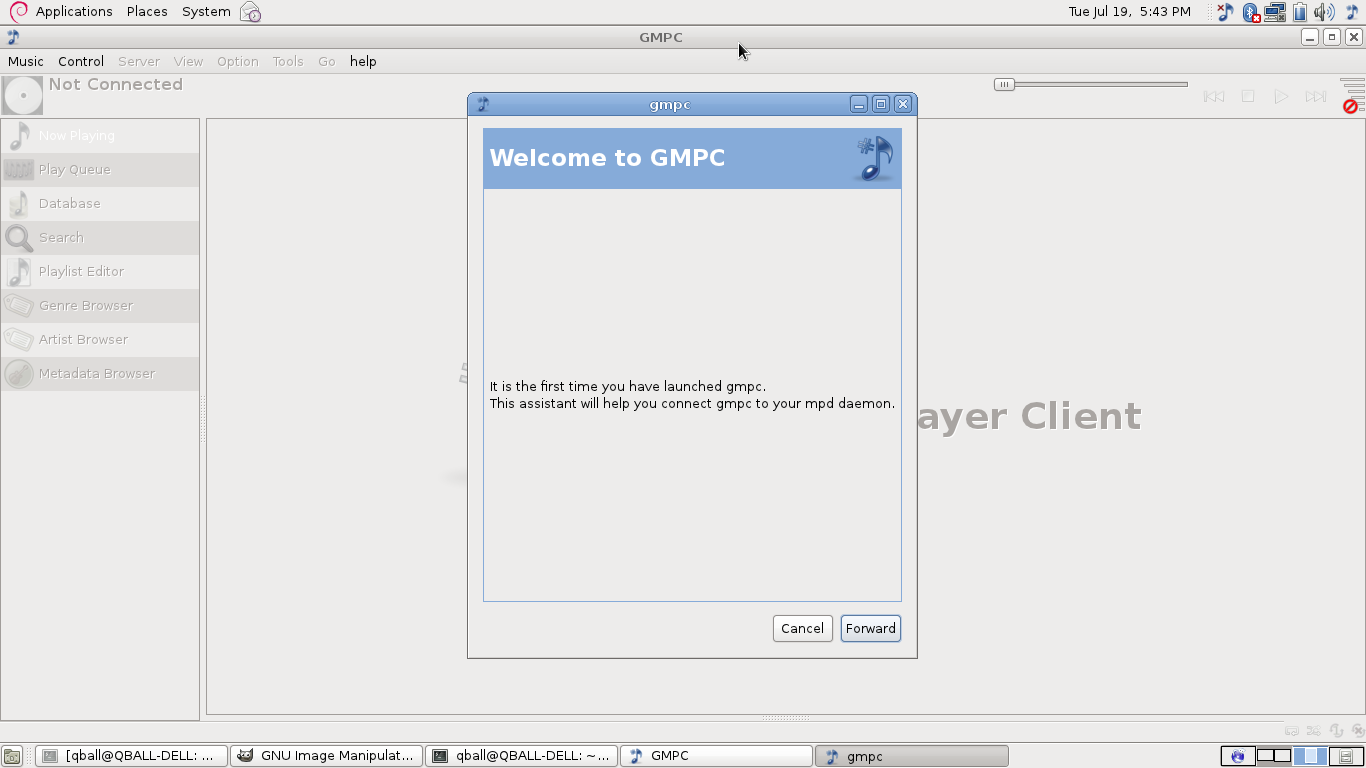 Applications Places System
Tue Jul 19, 5:43 PM
GMPC
Music Control Server View Option Tools Go help
Not Connected
gmpc
Now Playing
Play Queue
Database
Search
Playlist Editor
Genre Browser
Artist Browser
Metadata Browser
Welcome to GMPC
It is the first time you have launched gmpc.
This assistant will help you connect gmpc to your mpd daemon.
ayer Client
Cancel Forward
[qball@QBALL-DELL: ... GNU Image Manipulat... qball@QBALL-DELL: ~... GMPC gmpc